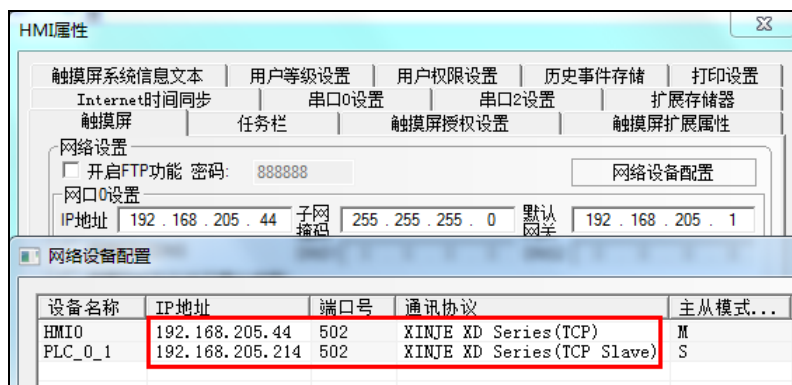 HMI属性
触摸屏系统信息文本 用户等级设置 用户权限设置 历史事件存储 打印设置
Internet时间同步 串口0设置 串口2设置 扩展存储器
触摸屏 任务栏 触摸屏授权设置 触摸屏扩展属性
网络设置
开启FTP功能 密码: 888888 网络设备配置
网口0设置
IP地址 192 . 168 . 205 . 44 子网掩码 255 . 255 . 255 . 0 默认网关 192 . 168 . 205 . 1
网络设备配置
设备名称 IP地址 端口号 通讯协议 主从模式...
HMI0 192.168.205.44 502 XINJE XD Series(TCP) M
PLC_0_1 192.168.205.214 502 XINJE XD Series(TCP Slave) S